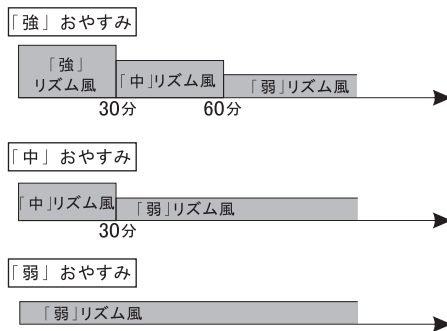 「強」おやすみ
「強」
リズム風
「中」リズム風
「弱」リズム風
30分
60分
「中」おやすみ
「中」リズム風
「弱」リズム風
30分
「弱」おやすみ
「弱」リズム風